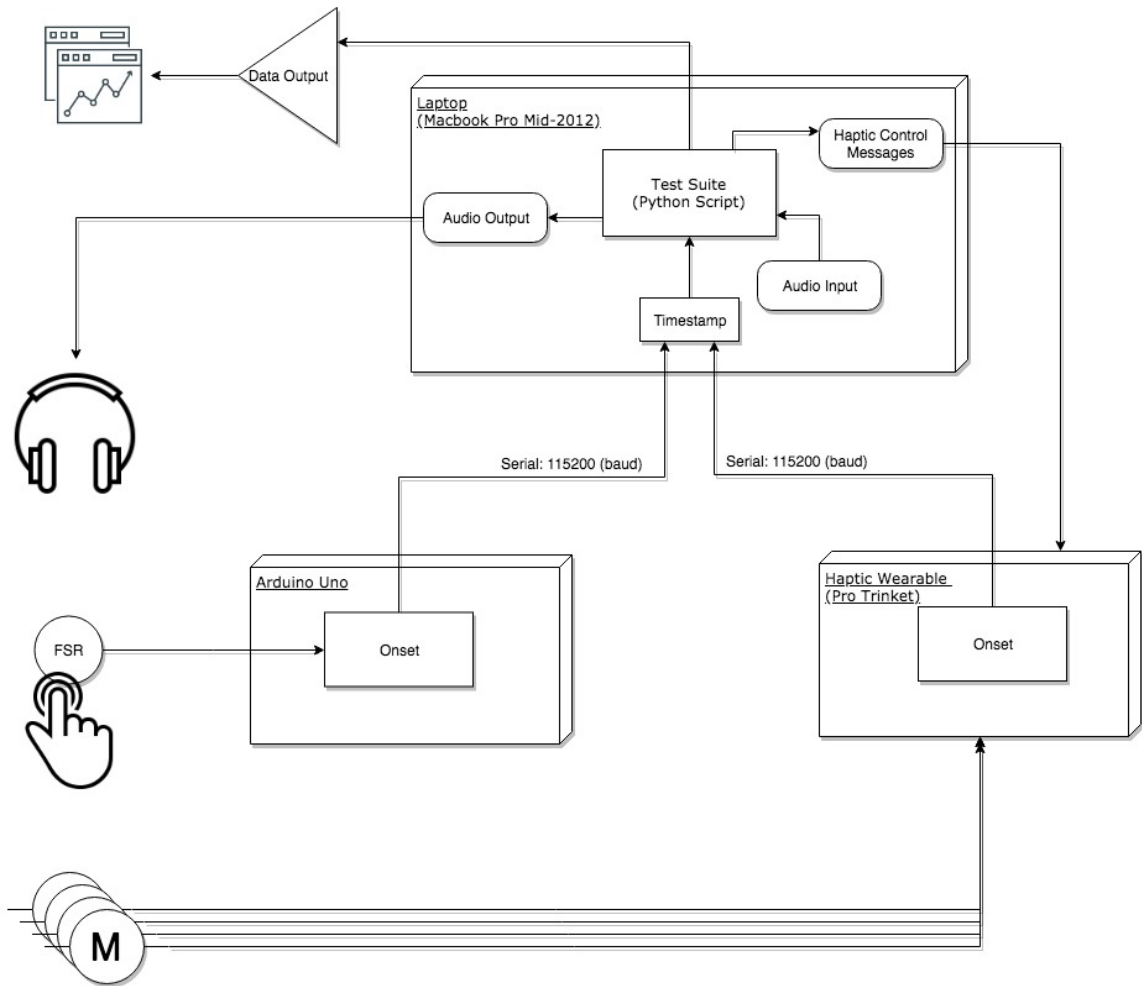 Data Output
Laptop
(Macbook Pro Mid-2012)
Haptic Control
Messages
Test Suite
(Python Script)
Audio Output
Audio Input
Timestamp
Serial: 115200 (baud)
Serial: 115200 (baud)
Arduino Uno
Haptic Wearable
(Pro Trinket)
FSR
Onset
Onset
M